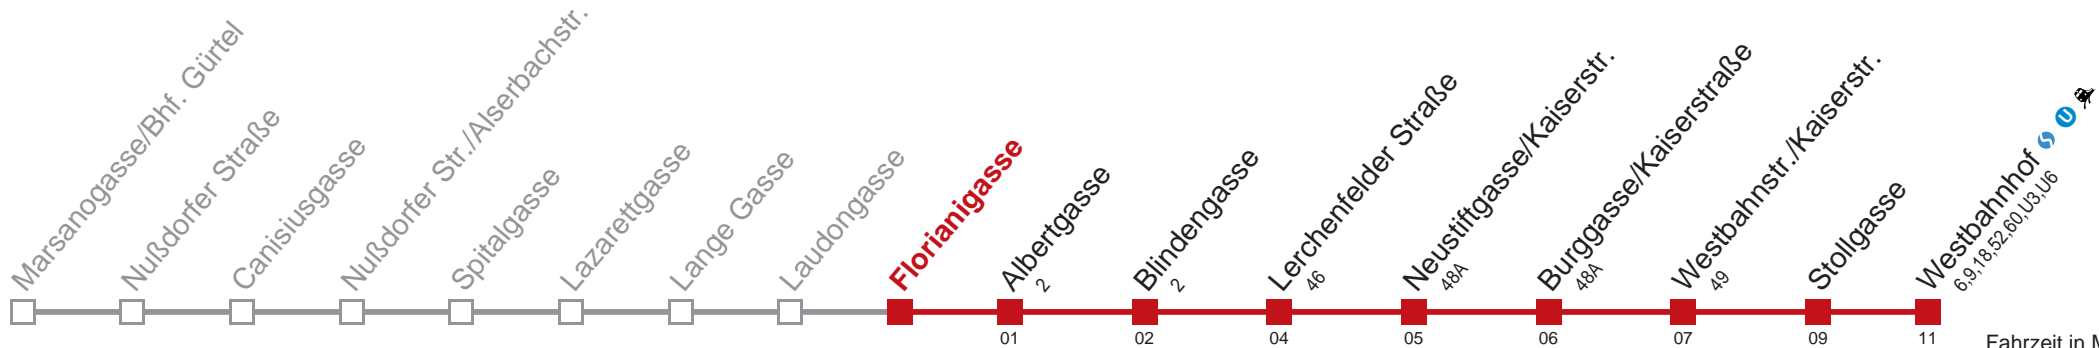 Marsanogasse/Bhf. Gürtel
Nußdorfer Straße
Canisiusgasse
Nußdorfer Str./Alserbachstr.
Spitalgasse
Lazarettgasse
Lange Gasse
Laudongasse
Florianigasse
Albertgasse
2
Blindengasse
2
Lerchenfelder Straße
46
Neustiftgasse/Kaiserstr.
48A
Burggasse/Kaiserstraße
48A
Westbahnstr./Kaiserstr.
49
Stollgasse
Westbahnhof
U
6,9,18,52,60,U3,U6
01 02 04 05 06 07 09 11
Fahrzeit in M